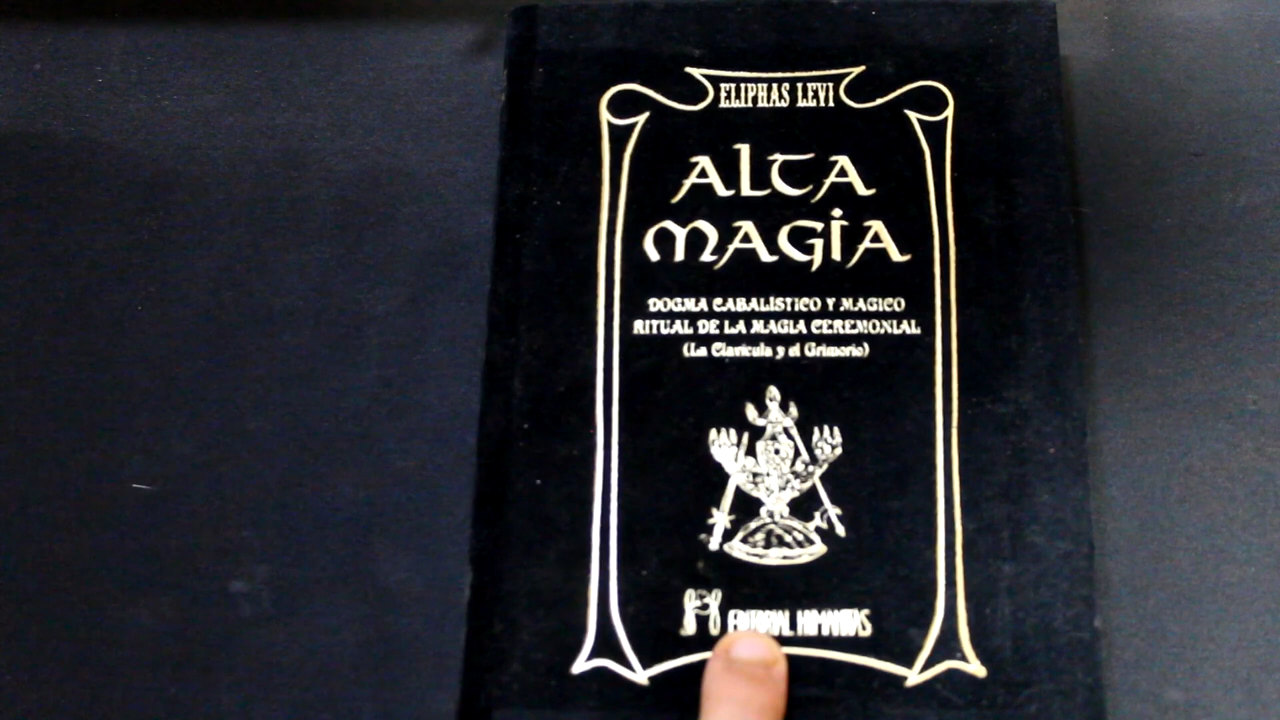 ELIPHAS LEVI
ALTA
MAGIA
DOGMA CABALÍSTICO Y MAGICO
RITUAL DE LA MAGIA CEREMONIAL
(La Clavícula y el Grimorio)
EDITORIAL HUMANITAS